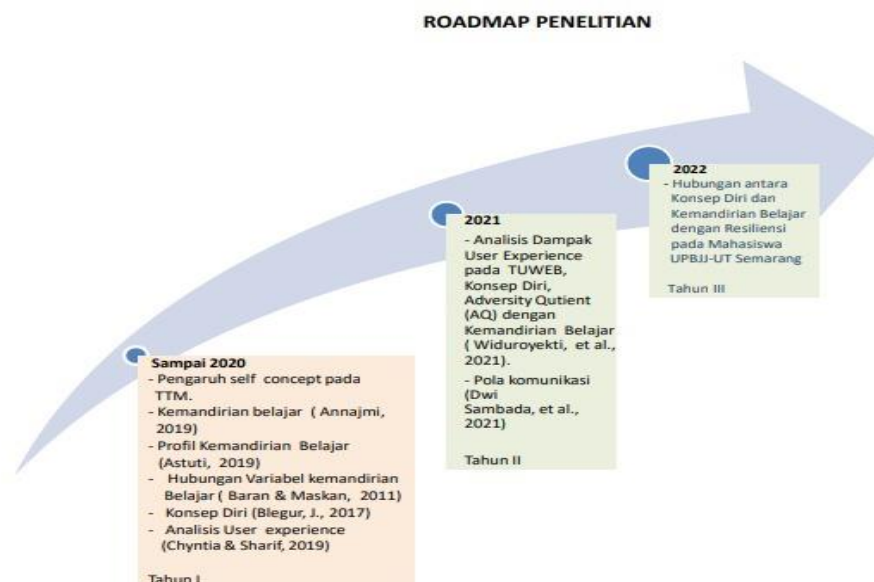 ROADMAP PENELITIAN
Sampai 2020
- Pengaruh self concept pada
TTM.
- Kemandirian belajar ( Annajmi,
2019)
- Profil Kemandirian Belajar
(Astuti, 2019)
- Hubungan Variabel kemandirian
Belajar ( Baran & Maskan, 2011)
- Konsep Diri (Blegur, J., 2017)
- Analisis User experience
(Chyntia & Sharif, 2019)
Tahun I
2021
- Analisis Dampak
User Experience
pada TUWEB,
Konsep Diri,
Adversity Qutient
(AQ) dengan
Kemandirian Belajar
( Widuroyekti, et al.,
2021).
- Pola komunikasi
(Dwi
Sambada, et al.,
2021)
Tahun II
2022
- Hubungan antara
Konsep Diri dan
Kemandirian Belajar
dengan Resiliensi
pada Mahasiswa
UPBJJ-UT Semarang
Tahun III